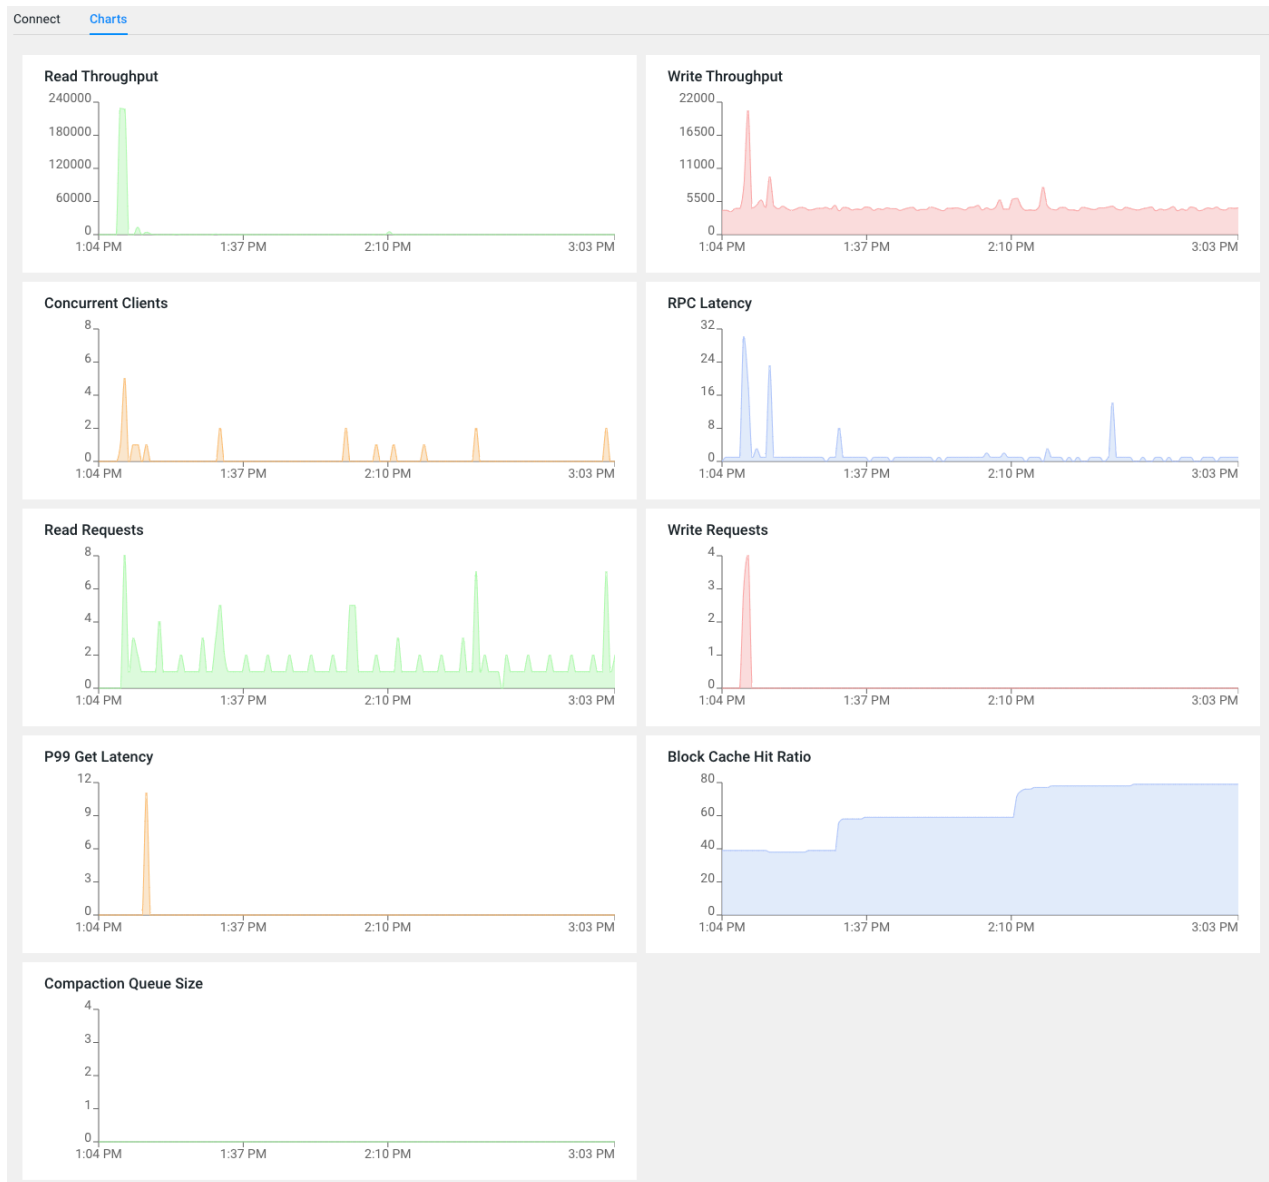 Connect Charts
Read Throughput
240000
180000
120000
60000
0
1:04 PM 1:37 PM 2:10 PM 3:03 PM
Write Throughput
22000
16500
11000
5500
0
1:04 PM 1:37 PM 2:10 PM 3:03 PM
Concurrent Clients
8
6
4
2
0
1:04 PM 1:37 PM 2:10 PM 3:03 PM
RPC Latency
32
24
16
8
0
1:04 PM 1:37 PM 2:10 PM 3:03 PM
Read Requests
8
6
4
2
0
1:04 PM 1:37 PM 2:10 PM 3:03 PM
Write Requests
4
3
2
1
0
1:04 PM 1:37 PM 2:10 PM 3:03 PM
P99 Get Latency
12
9
6
3
0
1:04 PM 1:37 PM 2:10 PM 3:03 PM
Block Cache Hit Ratio
80
60
40
20
0
1:04 PM 1:37 PM 2:10 PM 3:03 PM
Compaction Queue Size
4
3
2
1
0
1:04 PM 1:37 PM 2:10 PM 3:03 PM